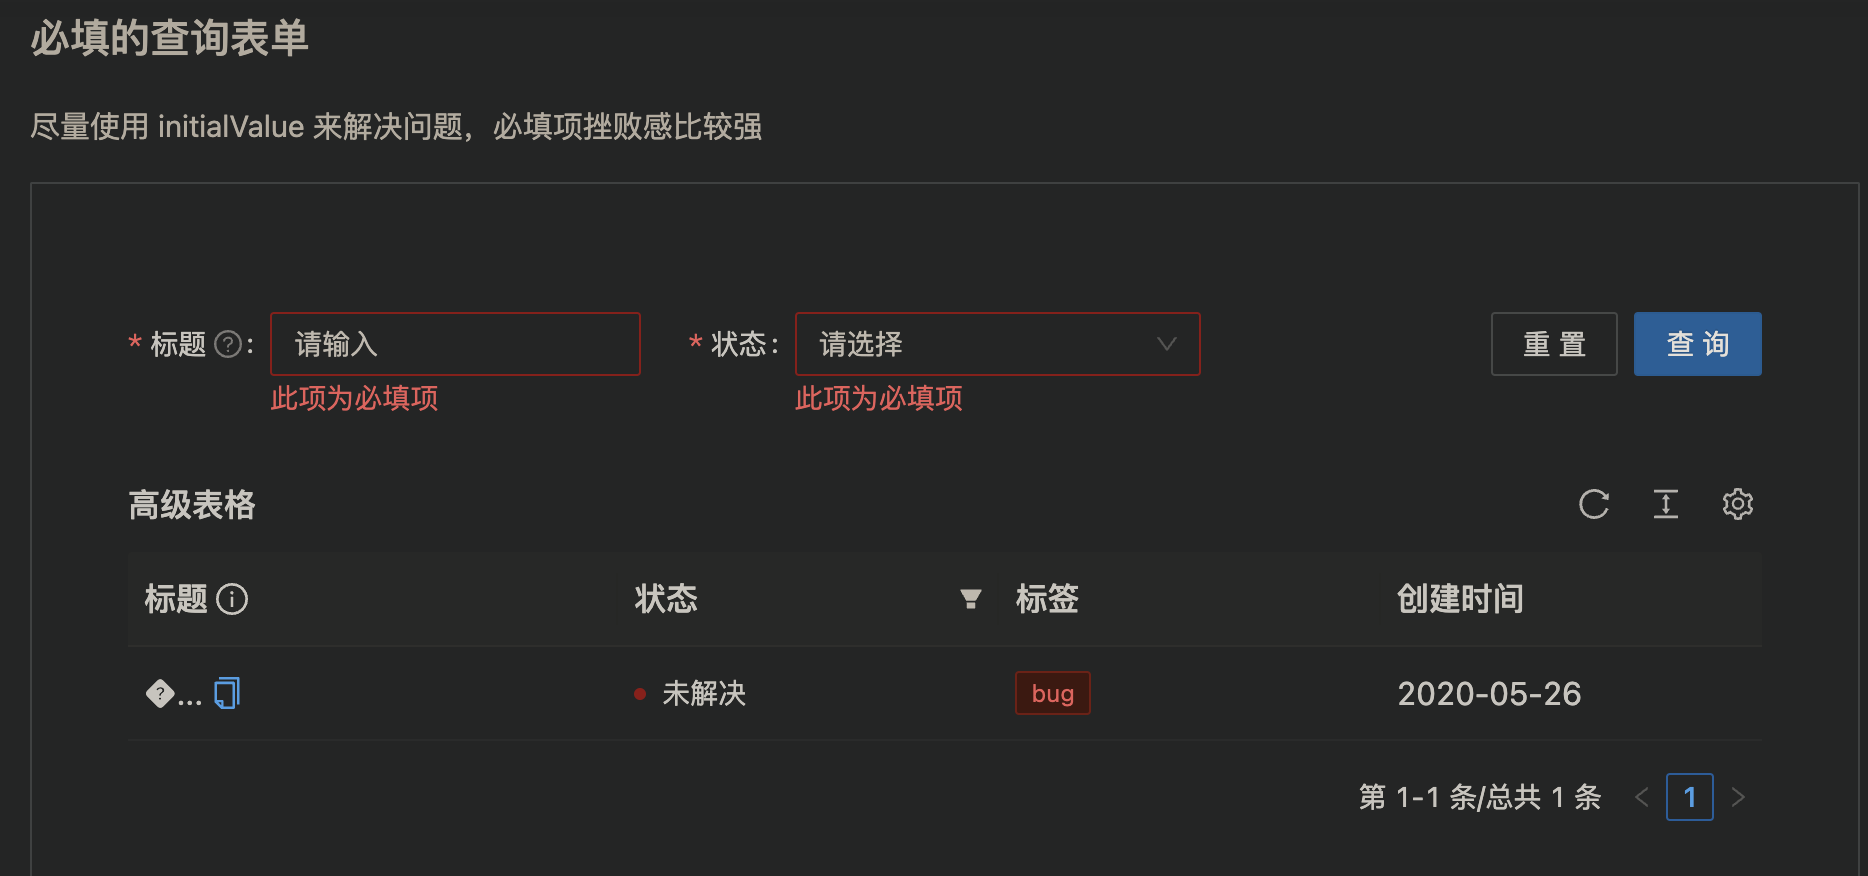 必填的查询表单
尽量使用 initialValue 来解决问题，必填项挫败感比较强
* 标题 ? : 请输入 * 状态 : 请选择 重 置 查 询
此项为必填项 此项为必填项
高级表格
标题 状态 标签 创建时间
�... 未解决 bug 2020-05-26
第 1-1 条/总共 1 条 < 1 >